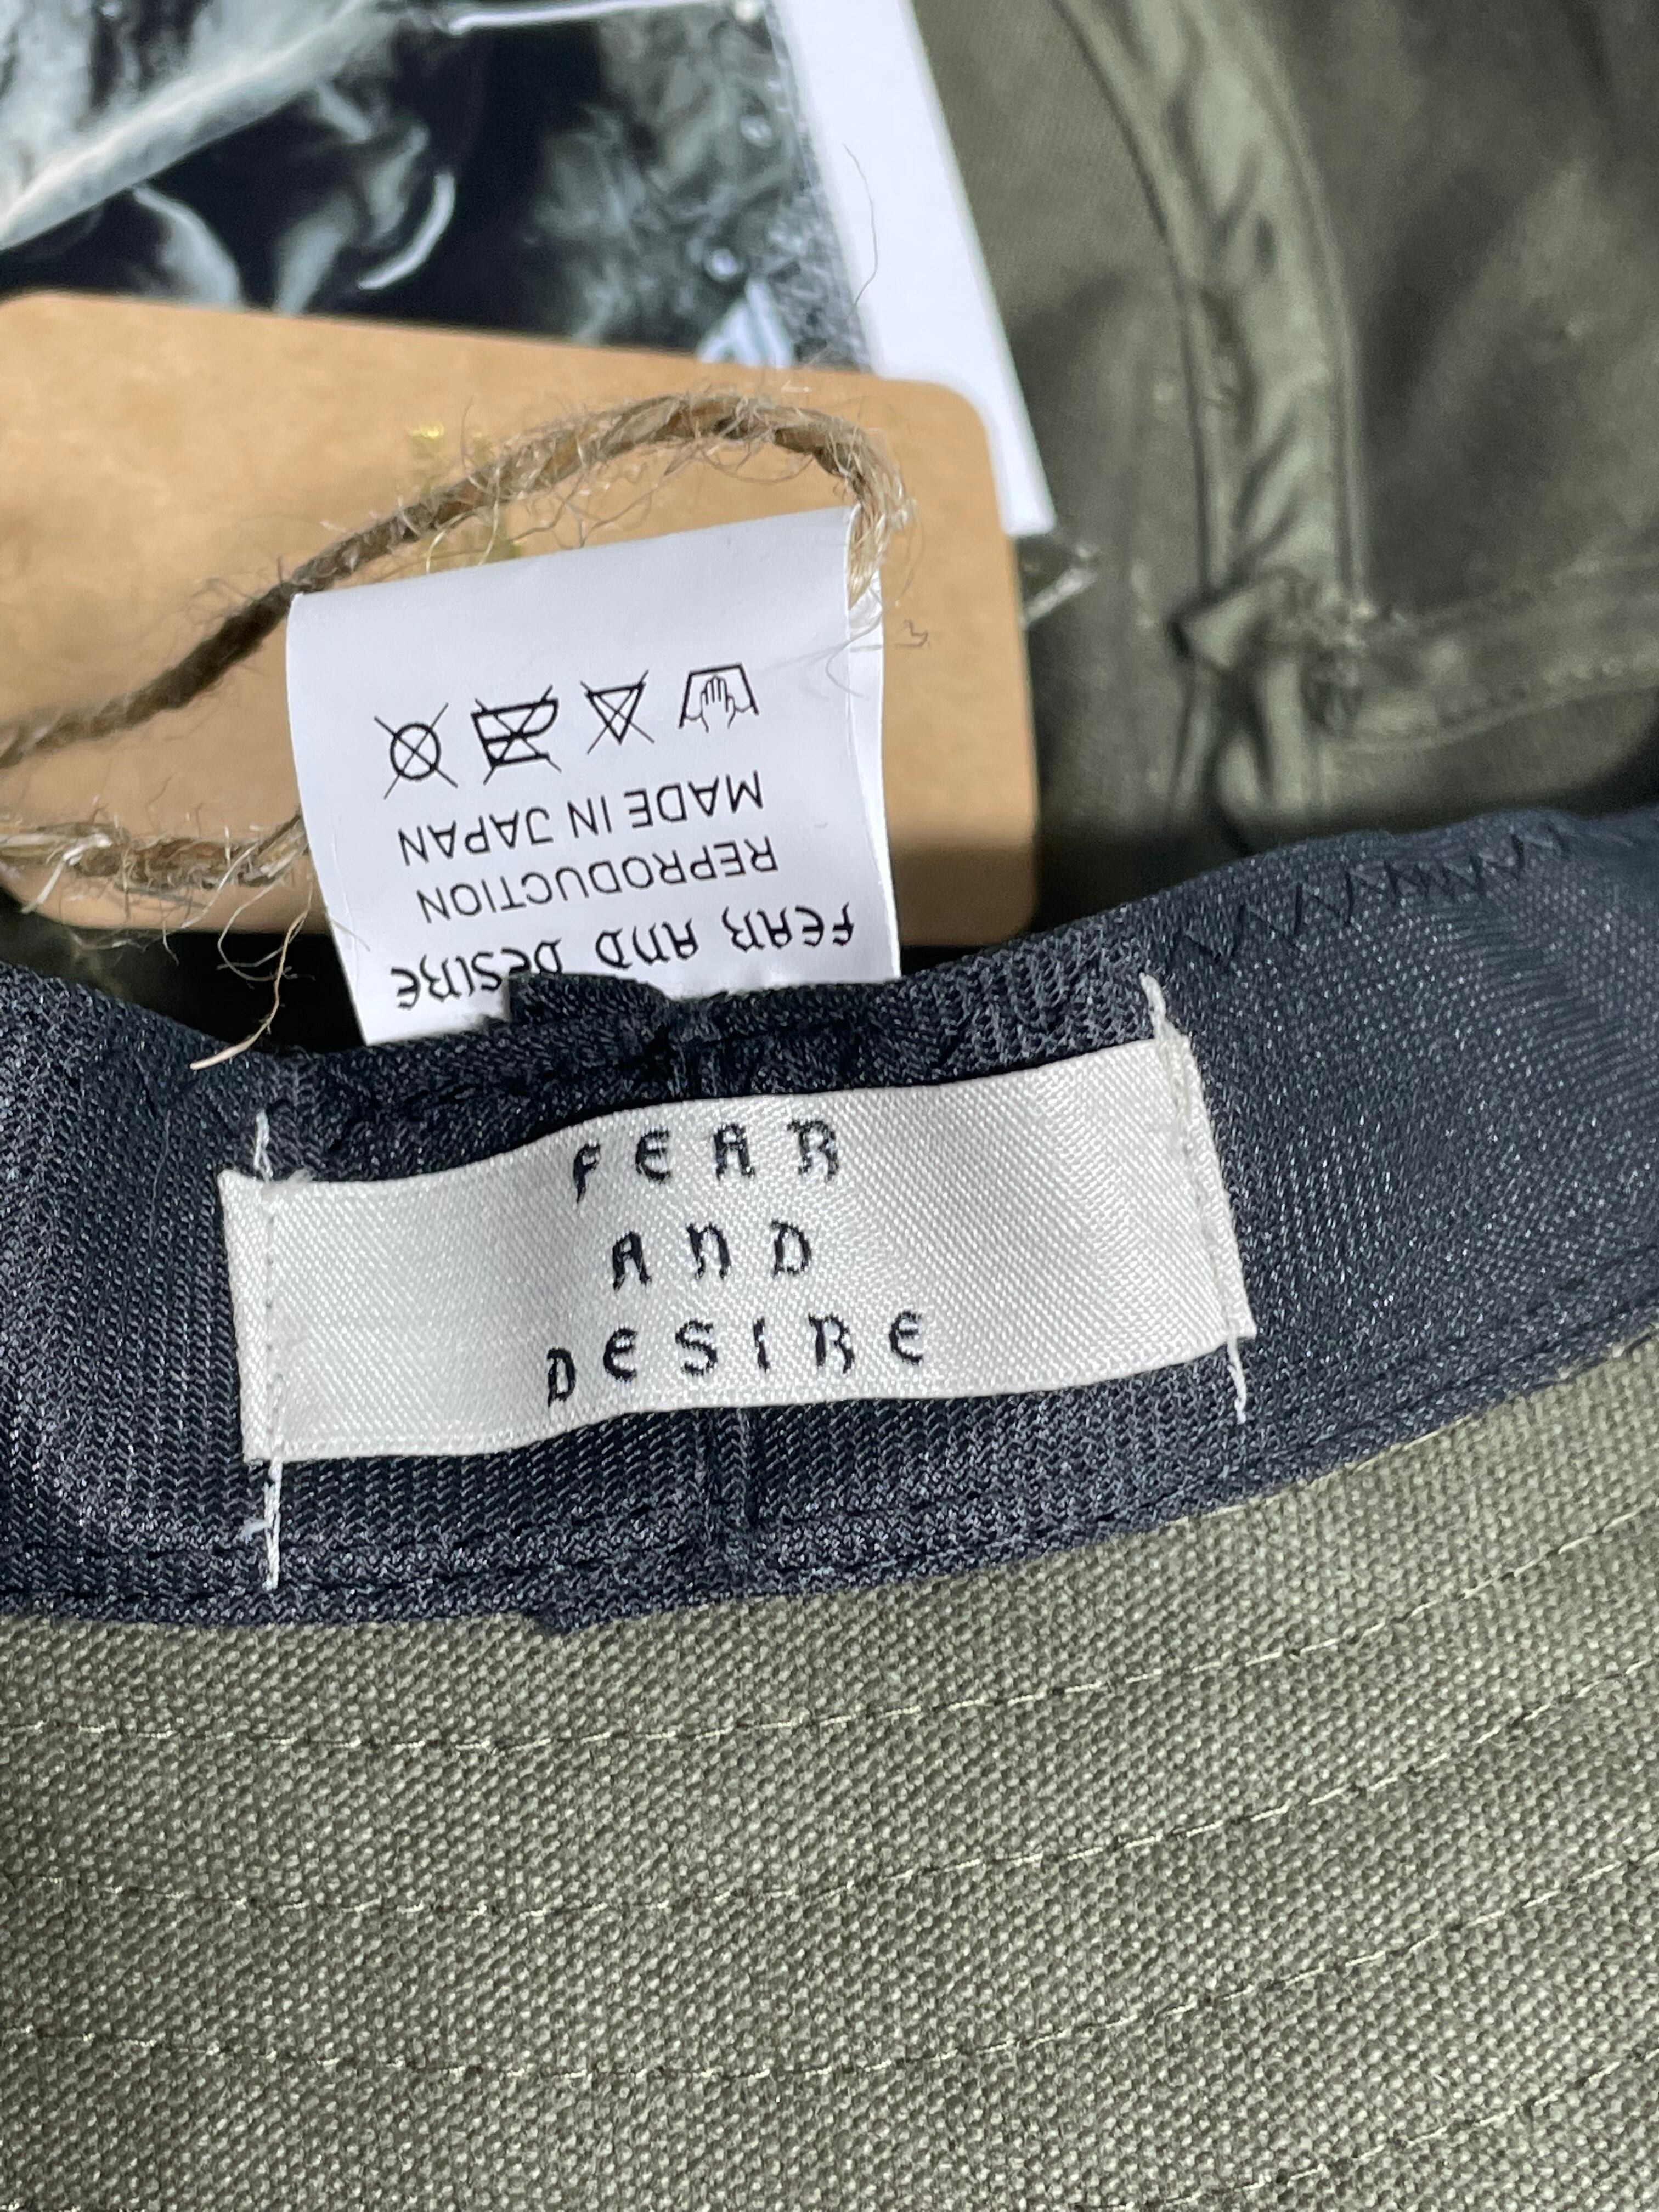 FEAR AND DESIRE
REPRODUCTION
MADE IN JAPAN
FEAR
AND
DESIRE